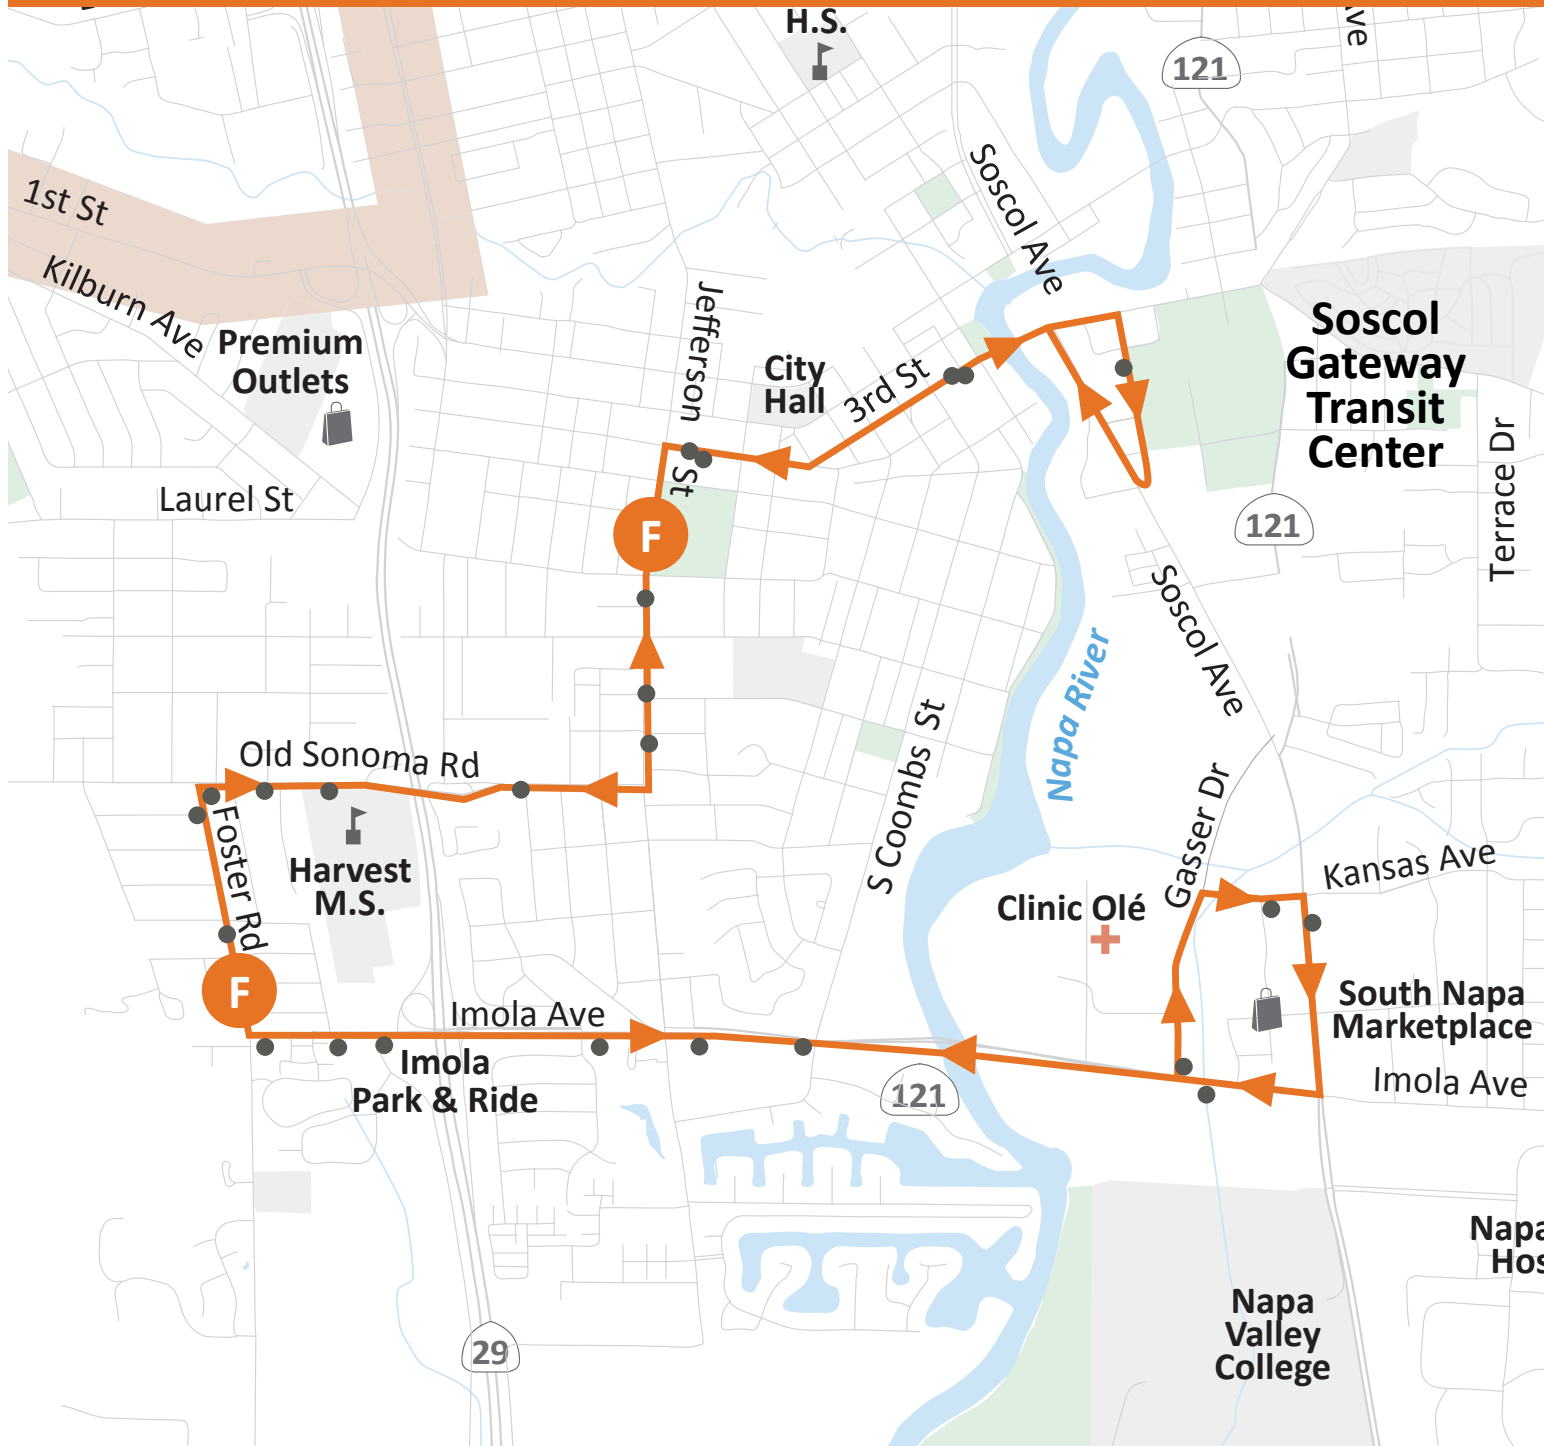 H.S.
121
Ave
1st St
Soscol Ave
Kilburn Ave
Premium
Outlets
Jefferson St
City
Hall
3rd St
Soscol
Gateway
Transit
Center
Laurel St
Terrace Dr
121
F
Soscol Ave
Napa River
Old Sonoma Rd
S Coombs St
Gasser Dr
Foster Rd
Harvest
M.S.
Kansas Ave
Clinic Olé
F
South Napa
Marketplace
Imola Ave
Imola
Park & Ride
Imola Ave
121
Napa
Hos
Napa
Valley
College
29